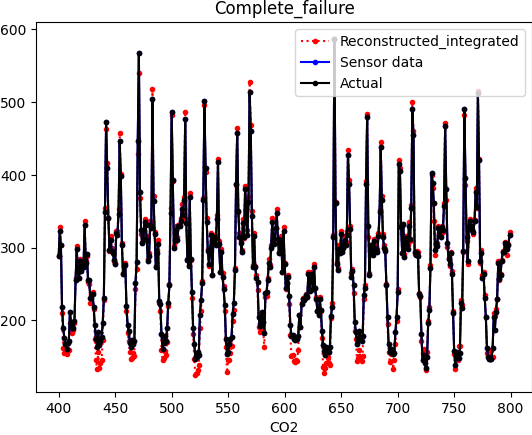 Complete_failure
Reconstructed_integrated
Sensor data
Actual
600
500
400
300
200
400
450
500
550
600
650
700
750
800
CO2